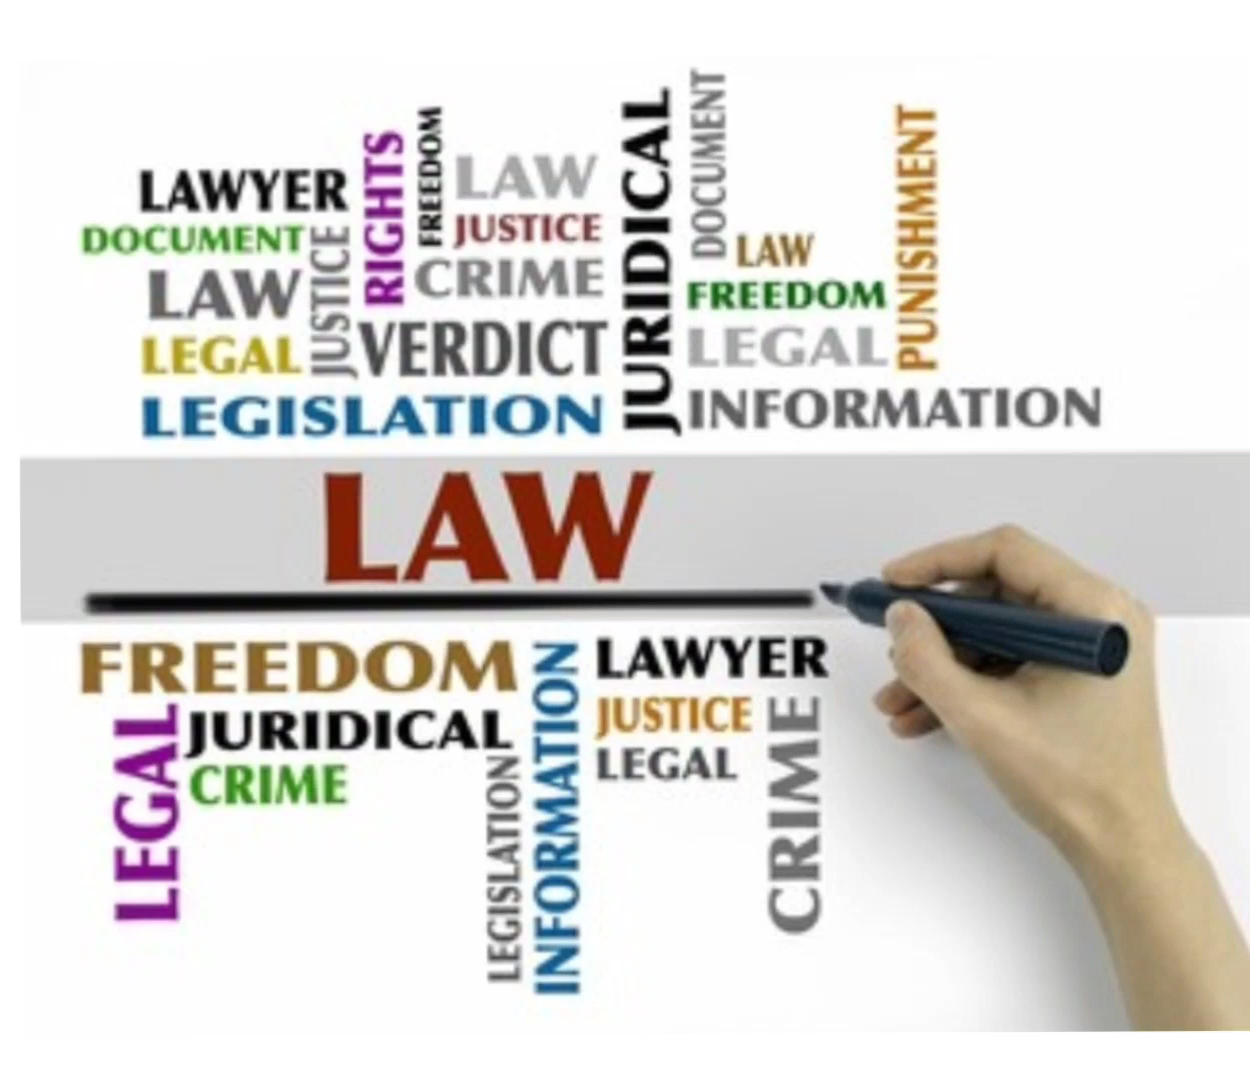 LAWYER
DOCUMENT
LAW
LEGAL
LEGISLATION
JUSTICE
RIGHTS
FREEDOM
LAW
JUSTICE
CRIME
VERDICT
JURIDICAL
DOCUMENT
LAW
FREEDOM
LEGAL
INFORMATION
PUNISHMENT
LAW
FREEDOM
LEGAL
JURIDICAL
CRIME
LEGISLATION
INFORMATION
LAWYER
JUSTICE
LEGAL
CRIME